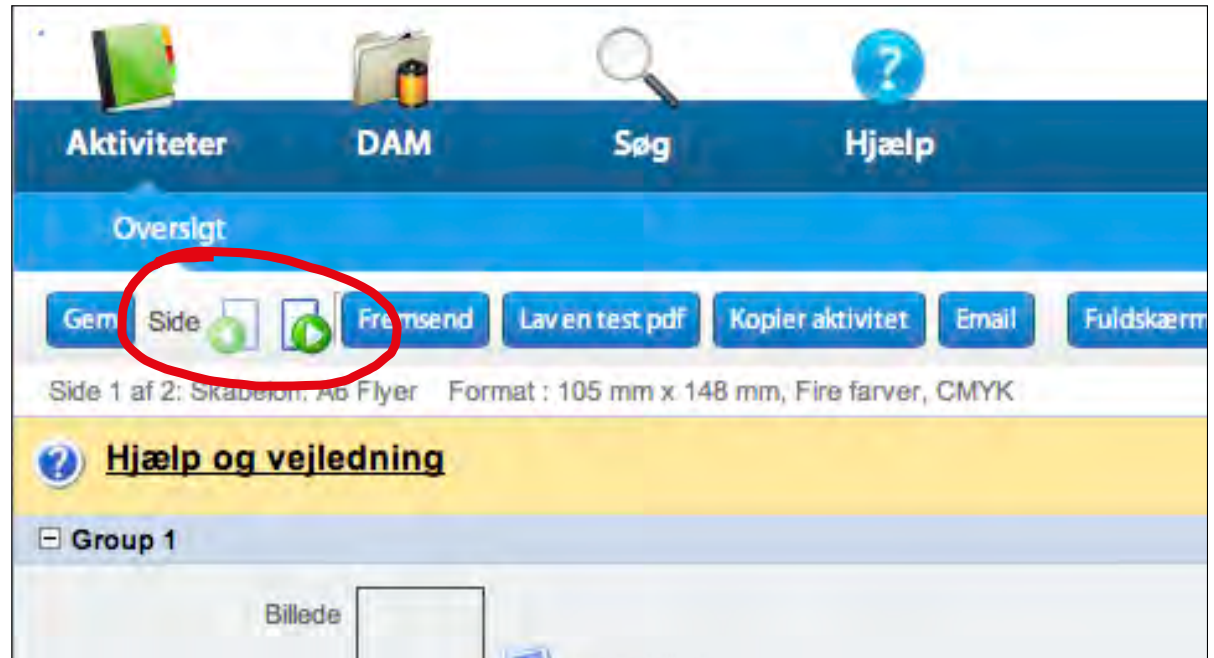 Aktiviteter DAM Søg Hjælp
Oversigt
Gem Side Fremsend Lav en test pdf Kopier aktivitet Email Fuldskærm
Side 1 af 2: Skabelon: A6 Flyer Format : 105 mm x 148 mm, Fire farver, CMYK
Hjælp og vejledning
Group 1
Billede